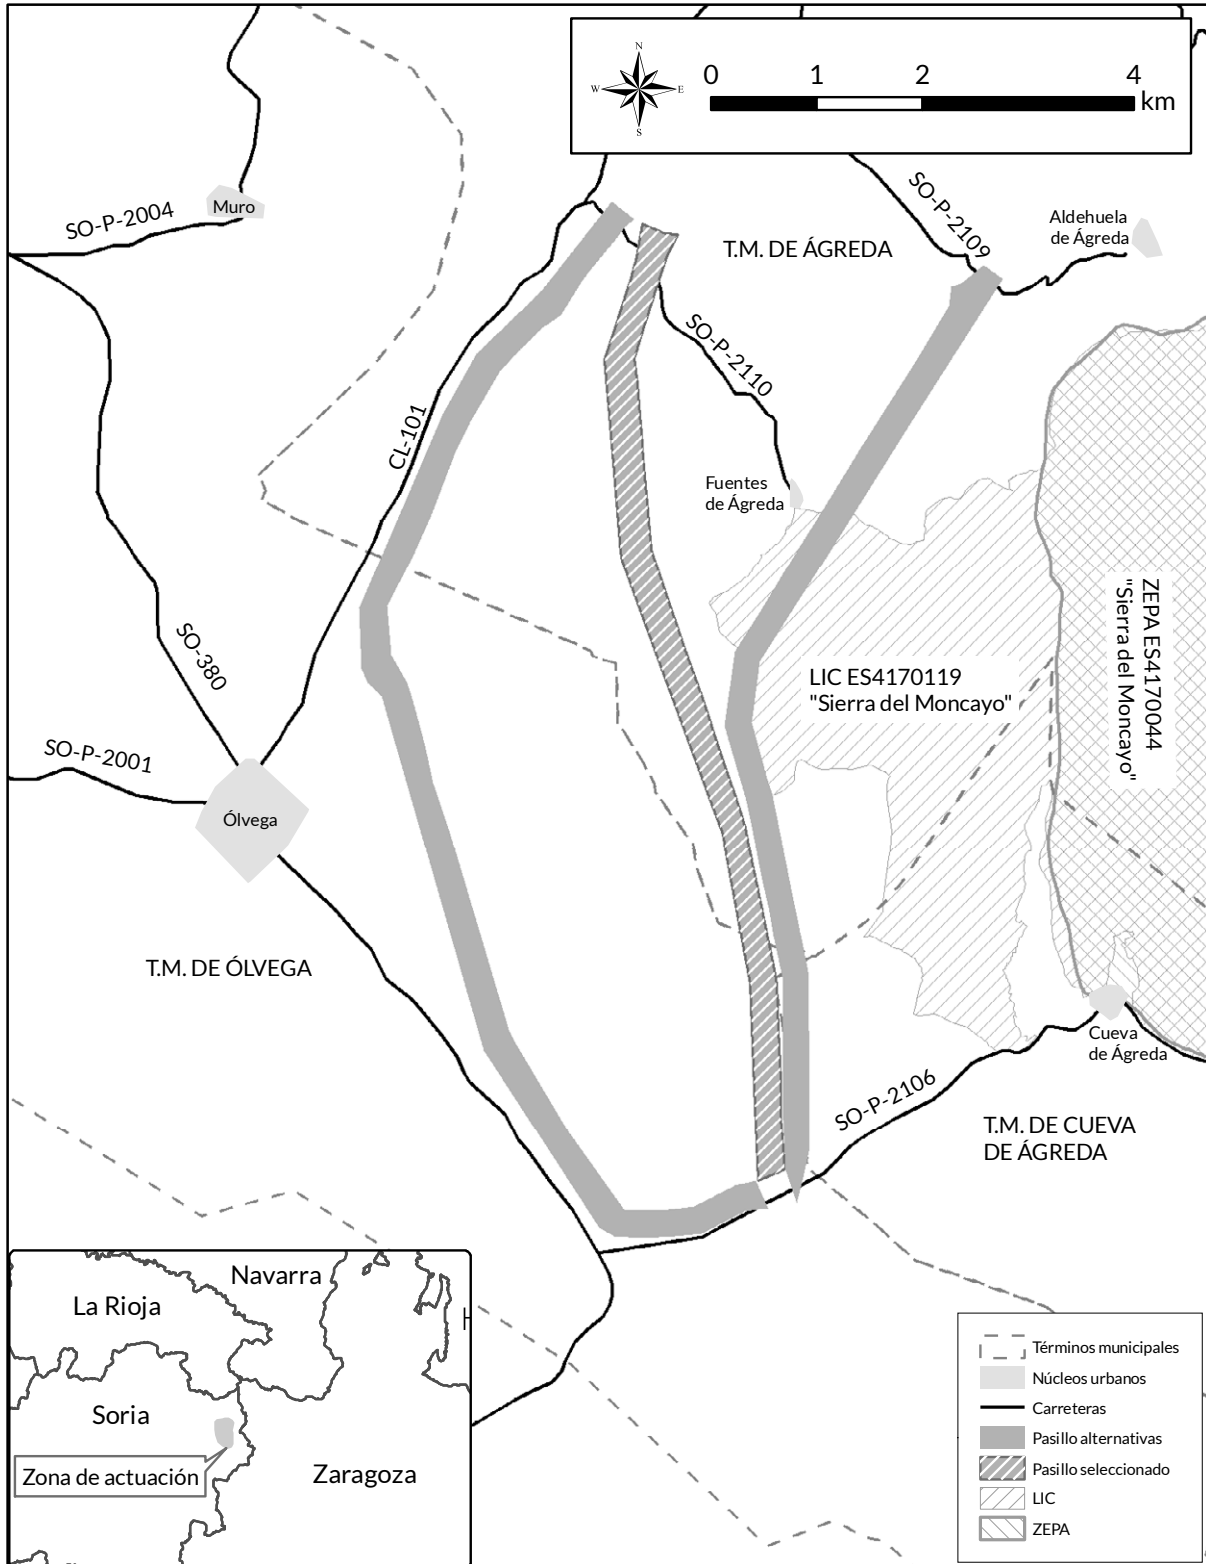 N
W
E
S
0 1 2 4
km
Muro
SO-P-2004
SO-P-2109
Aldehuela
de Ágreda
T.M. DE ÁGREDA
SO-P-2110
CL-101
Fuentes
de Ágreda
ZEPA ES4170044
"Sierra del Moncayo"
SO-380
LIC ES4170119
"Sierra del Moncayo"
SO-P-2001
Ólvega
T.M. DE ÓLVEGA
Cueva
de Ágreda
SO-P-2106
T.M. DE CUEVA
DE ÁGREDA
Navarra
La Rioja
H
Soria
Zona de actuación
Zaragoza
Términos municipales
Núcleos urbanos
Carreteras
Pasillo alternativas
Pasillo seleccionado
LIC
ZEPA